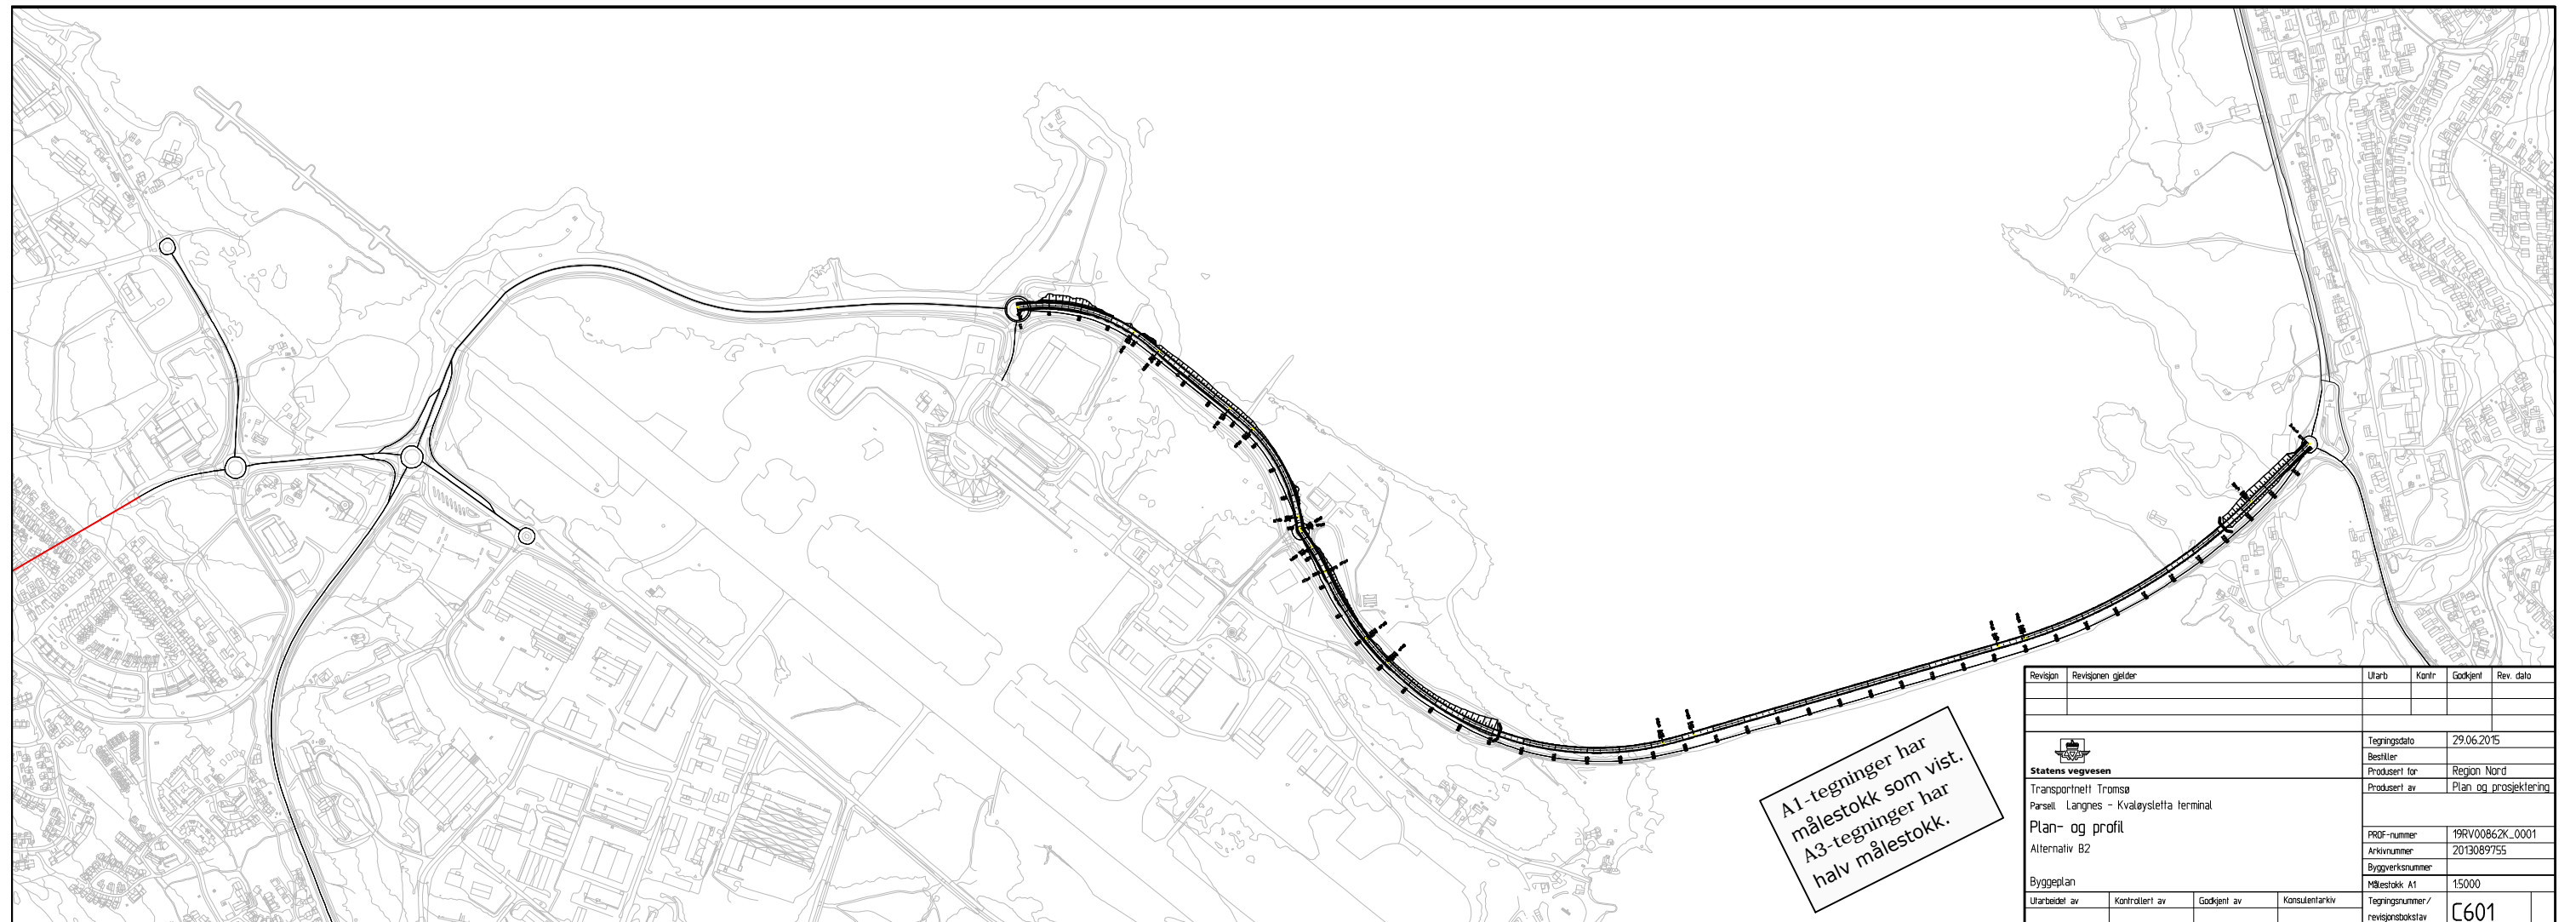 A1-tegninger har
målestokk som vist.
A3-tegninger har
halv målestokk.
Revisjon Revisjonen gjelder Utarb Kontr Godkjent Rev. dato
Statens vegvesen
Tegningsdato 29.06.2015
Bestiller
Produsert for Region Nord
Produsert av Plan og prosjektering
Transportnett Tromsø
Parsell Langnes - Kvaløysletta terminal
Plan- og profil
Alternativ B2
Byggeplan
PROF-nummer 19RV00862K_0001
Arkivnummer 2013089755
Byggverksnummer
Målestokk A1 1:5000
Utarbeidet av Kontrollert av Godkjent av Konsulentarkiv
Tegningsnummer/
revisjonsbokstav C601